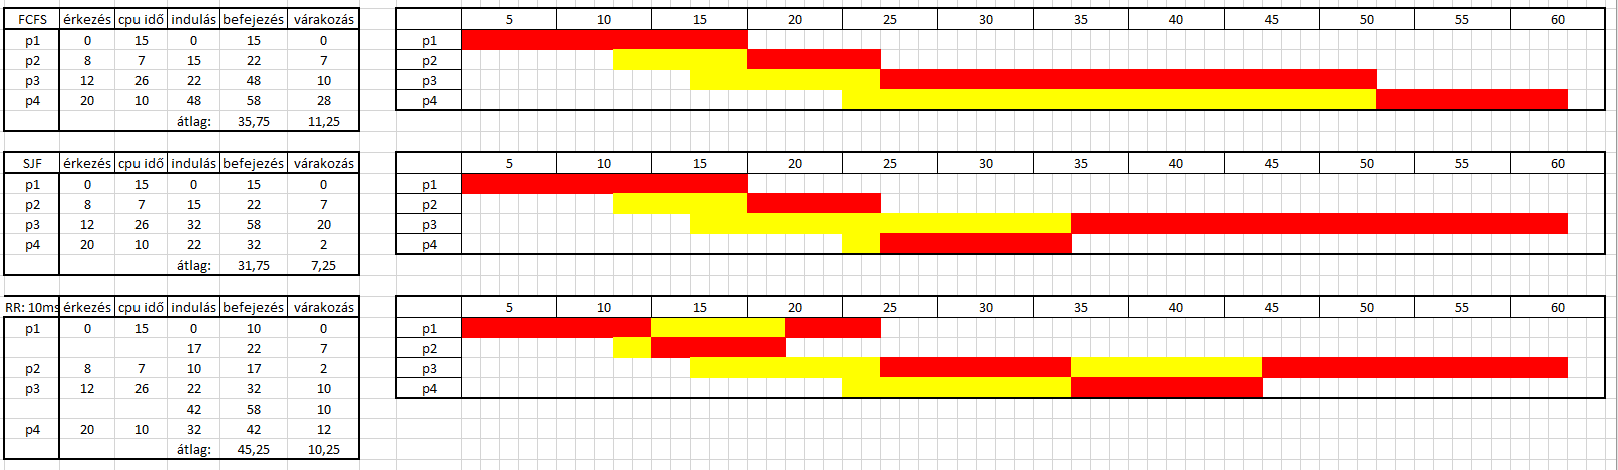 FCFS érkezés cpu idő indulás befejezés várakozás 5 10 15 20 25 30 35 40 45 50 55 60
p1 0 15 0 15 0 p1
p2 8 7 15 22 7 p2
p3 12 26 22 48 10 p3
p4 20 10 48 58 28 p4
átlag: 35,75 11,25
SJF érkezés cpu idő indulás befejezés várakozás 5 10 15 20 25 30 35 40 45 50 55 60
p1 0 15 0 15 0 p1
p2 8 7 15 22 7 p2
p3 12 26 32 58 20 p3
p4 20 10 22 32 2 p4
átlag: 31,75 7,25
RR: 10ms érkezés cpu idő indulás befejezés várakozás 5 10 15 20 25 30 35 40 45 50 55 60
p1 0 15 0 10 0 p1
17 22 7 p2
p2 8 7 10 17 2 p3
p3 12 26 22 32 10 p4
42 58 10
p4 20 10 32 42 12
átlag: 45,25 10,25